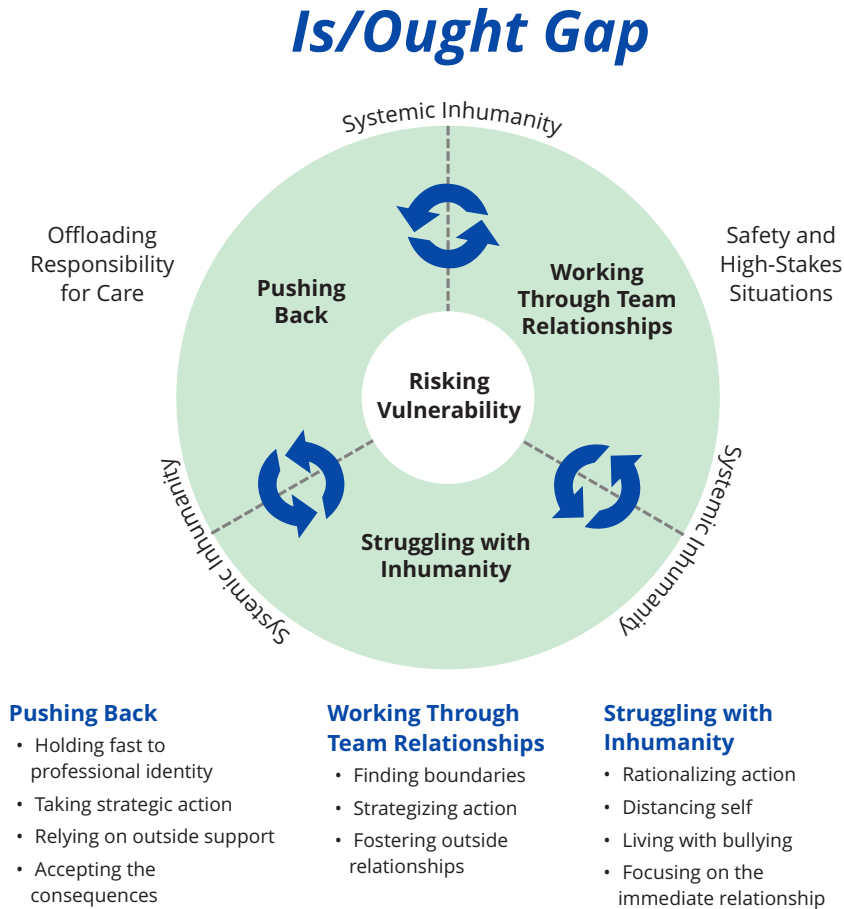 Is/Ought Gap
Systemic Inhumanity
Offloading
Responsibility
for Care
Safety and
High-Stakes
Situations
Pushing
Back
Working
Through Team
Relationships
Risking
Vulnerability
Systemic Inhumanity
Systemic Inhumanity
Struggling with
Inhumanity
Pushing Back
• Holding fast to
professional identity
• Taking strategic action
• Relying on outside support
• Accepting the
consequences
Working Through
Team Relationships
• Finding boundaries
• Strategizing action
• Fostering outside
relationships
Struggling with
Inhumanity
• Rationalizing action
• Distancing self
• Living with bullying
• Focusing on the
immediate relationship